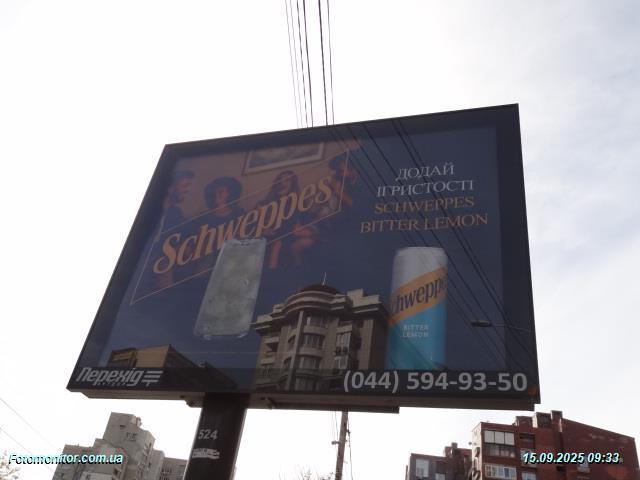 ДОДАЙ
ІГРИСТОСТІ
SCHWEPPES
BITTER LEMON
Schweppes
chweppe
BITTER
LEMON
Перехід
(044) 594-93-50
524
Fotomonitor.com.ua
15.09.2025 09:33